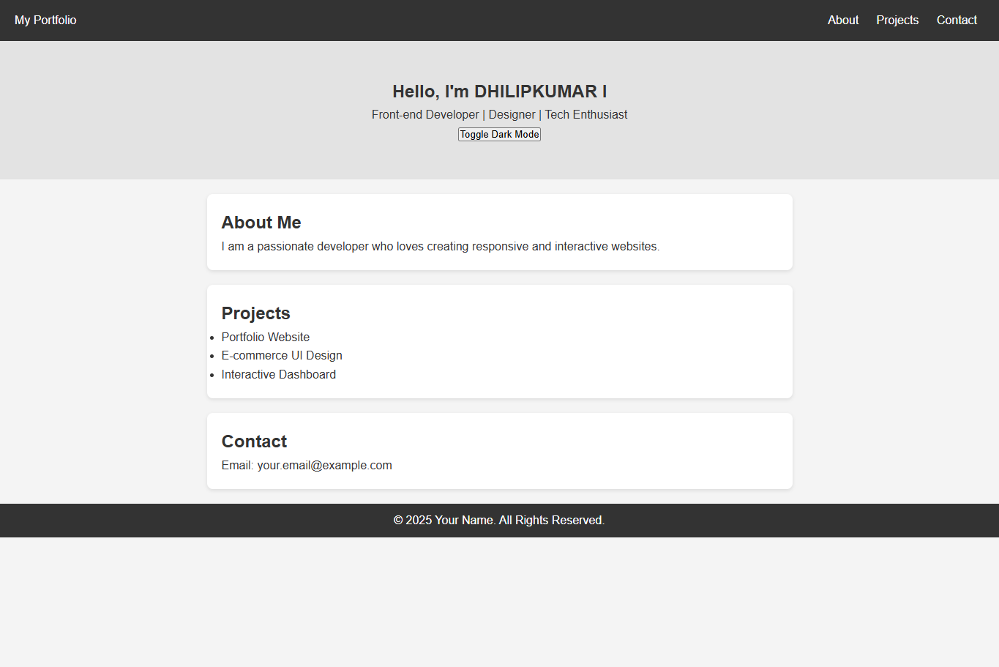 My Portfolio About Projects Contact
Hello, I'm DHILIPKUMAR I
Front-end Developer | Designer | Tech Enthusiast
Toggle Dark Mode
About Me
I am a passionate developer who loves creating responsive and interactive websites.
Projects
Portfolio Website
E-commerce UI Design
Interactive Dashboard
Contact
Email: your.email@example.com
© 2025 Your Name. All Rights Reserved.